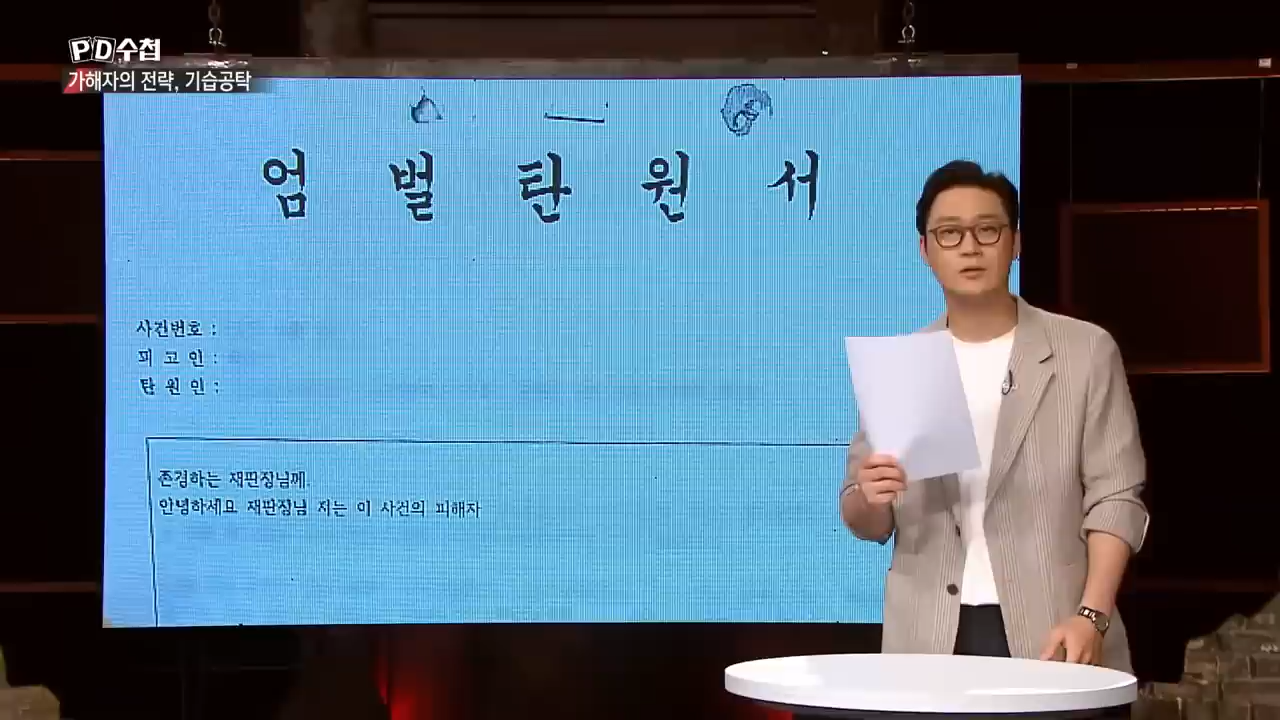 PD수첩
가해자의 전략, 기습공탁
엄 벌 탄 원 서
사건번호 :
피 고 인 :
탄 원 인 :
존경하는 재판장님께.
안녕하세요 재판장님 저는 이 사건의 피해자